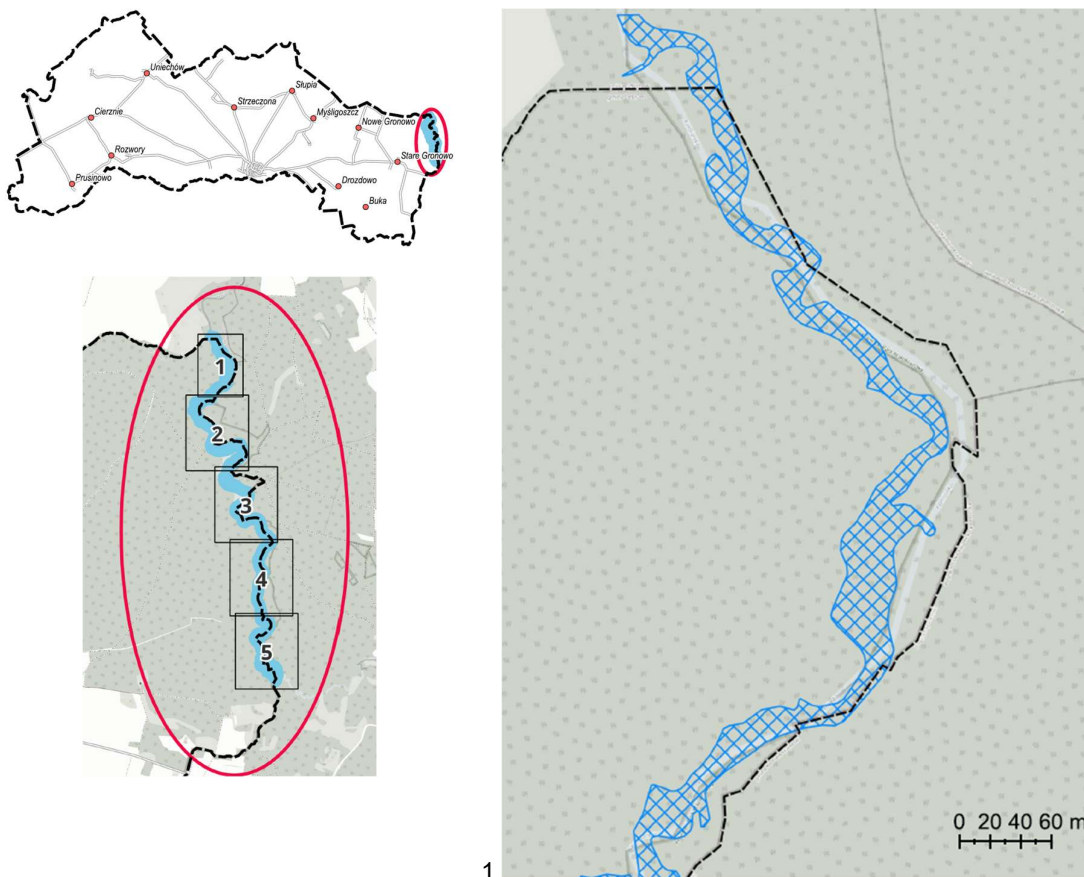 Uniechów
Słupia
Strzeczona
Myśligoszcz
Cierznie
Nowe Gronowo
Rozwory
Stare Gronowo
Prusinowo
Drozdowo
Buka
1
2
3
4
5
0 20 40 60 m
1